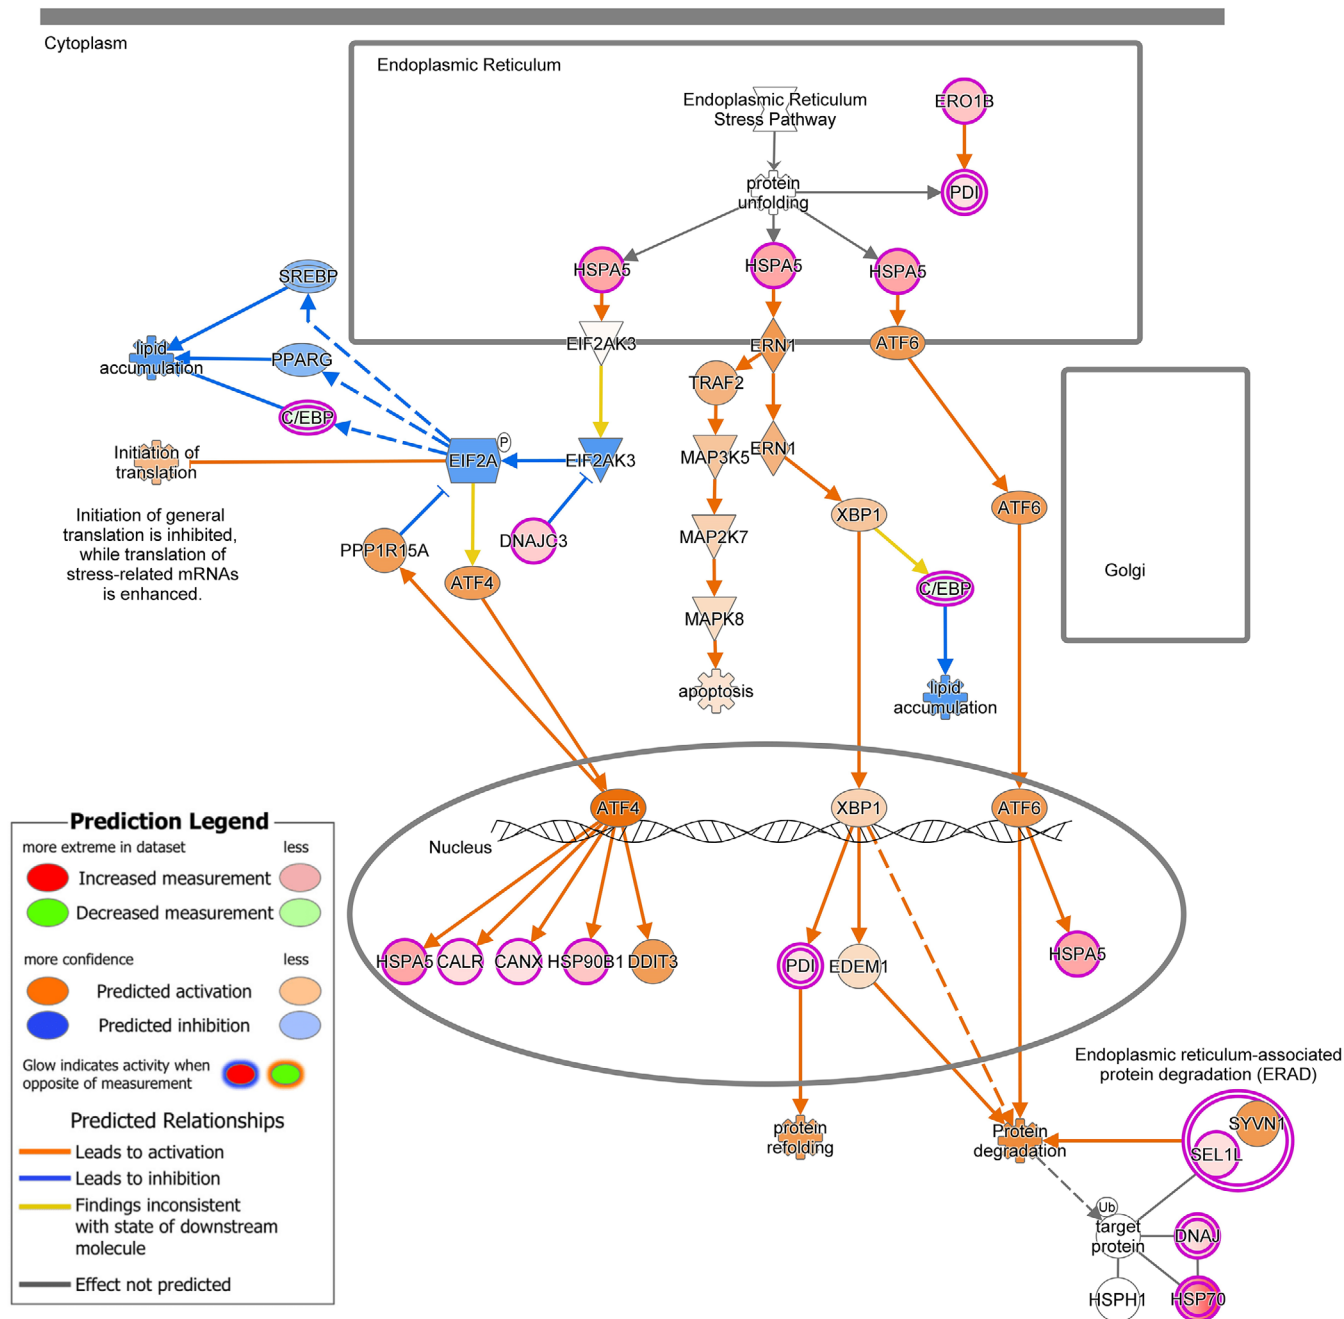 Cytoplasm
Endoplasmic Reticulum
Endoplasmic Reticulum
Stress Pathway
ERO1B
protein
unfolding
PDI
HSPA5
HSPA5
HSPA5
SREBP
EIF2AK3
ERN1
ATF6
lipid
accumulation
PPARG
TRAF2
C/EBP
Initiation of
translation
P
EIF2A
EIF2AK3
MAP3K5
ERN1
Initiation of general
translation is inhibited,
while translation of
stress-related mRNAs
is enhanced.
PPP1R15A
DNAJC3
ATF4
MAP2K7
XBP1
ATF6
C/EBP
Golgi
MAPK8
apoptosis
lipid
accumulation
ATF4
XBP1
ATF6
Nucleus
HSPA5
CALR
CANX
HSP90B1
DDIT3
PDI
EDEM1
HSPA5
protein
refolding
Protein
degradation
Endoplasmic reticulum-associated
protein degradation (ERAD)
SYVN1
SEL1L
Ub
target
protein
DNAJ
HSPH1
HSP70
Prediction Legend
more extreme in dataset
less
Increased measurement
Decreased measurement
more confidence
less
Predicted activation
Predicted inhibition
Glow indicates activity when
opposite of measurement
Predicted Relationships
Leads to activation
Leads to inhibition
Findings inconsistent
with state of downstream
molecule
Effect not predicted